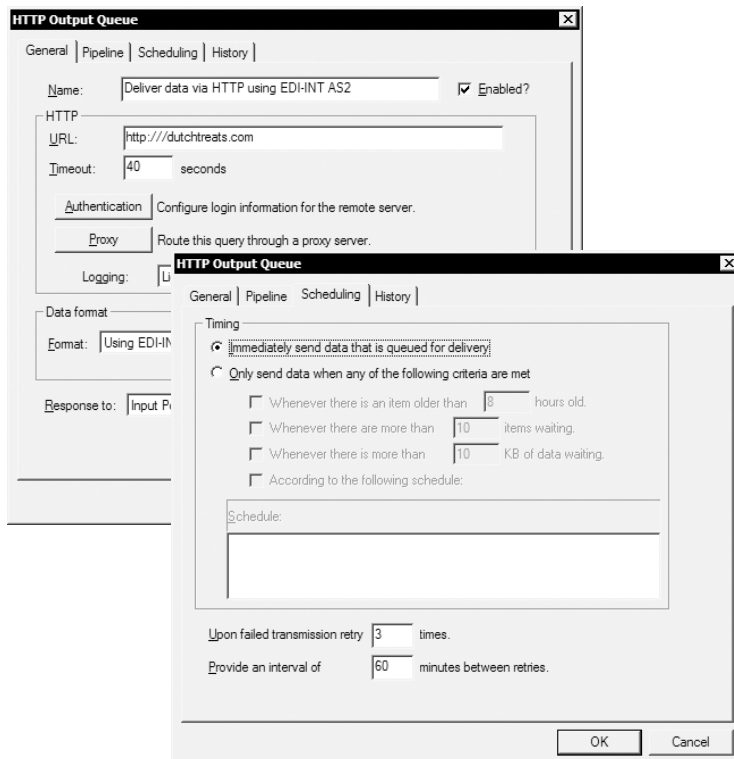 HTTP Output Queue
General Pipeline Scheduling History
Name: Deliver data via HTTP using EDI-INT AS2 Enabled?
HTTP
URL: http:///dutchtreats.com
Timeout: 40 seconds
Authentication Configure login information for the remote server.
Proxy Route this query through a proxy server.
Logging:
Data format
Format: Using
Response to: Input
HTTP Output Queue
General Pipeline Scheduling History
Timing
Immediately send data that is queued for delivery
Only send data when any of the following criteria are met
Whenever there is an item older than 8 hours old.
Whenever there are more than 10 items waiting.
Whenever there is more than 10 KB of data waiting.
According to the following schedule:
Schedule:
Upon failed transmission retry 3 times.
Provide an interval of 60 minutes between retries.
OK Cancel